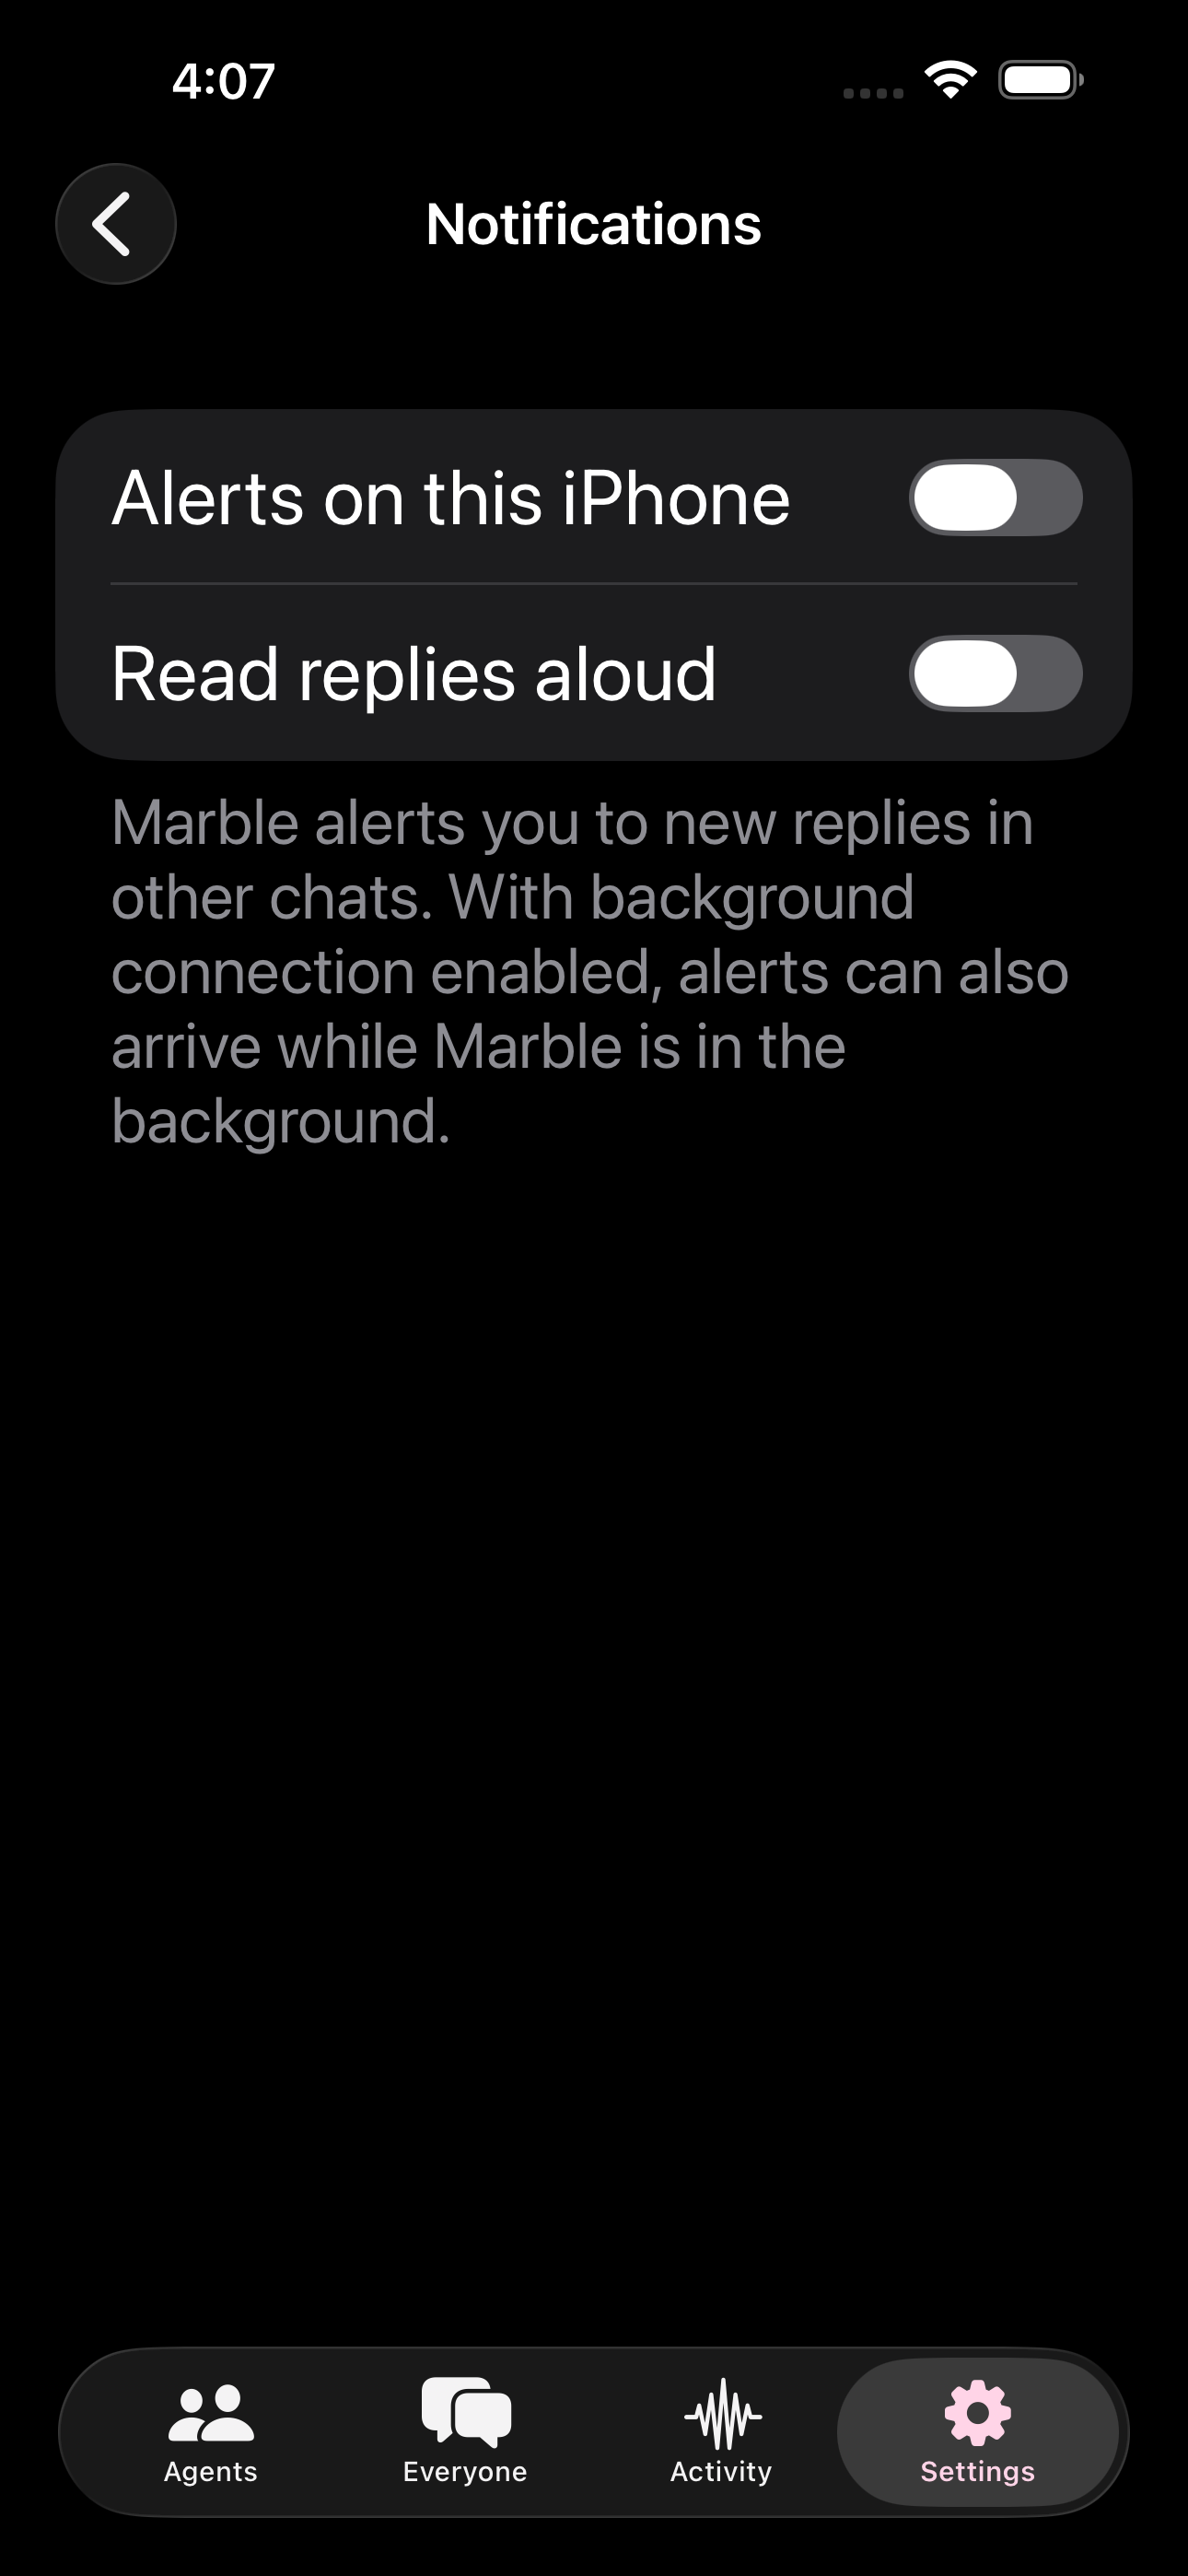 4:07
Notifications
Alerts on this iPhone
Read replies aloud
Marble alerts you to new replies in
other chats. With background
connection enabled, alerts can also
arrive while Marble is in the
background.
Agents
Everyone
Activity
Settings